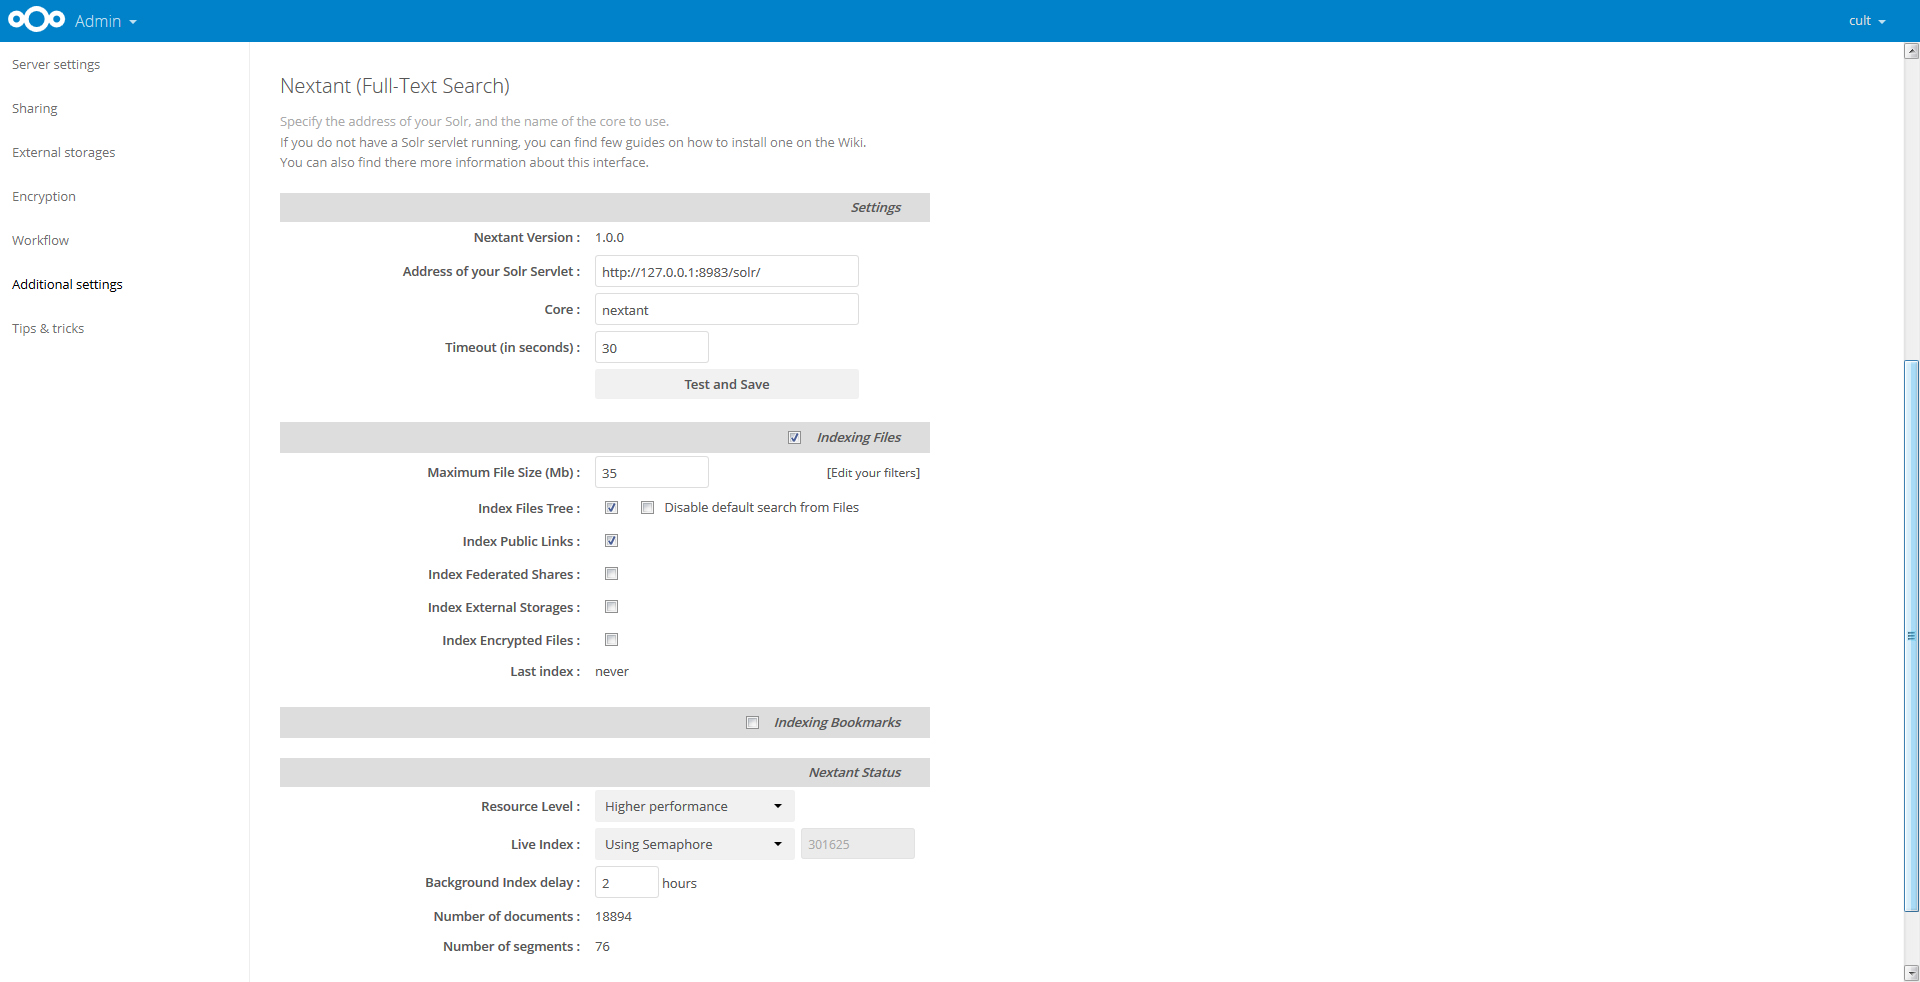 Admin
cult
Server settings
Sharing
External storages
Encryption
Workflow
Additional settings
Tips & tricks
Nextant (Full-Text Search)
Specify the address of your Solr, and the name of the core to use.
If you do not have a Solr servlet running, you can find few guides on how to install one on the Wiki.
You can also find there more information about this interface.
Settings
Nextant Version : 1.0.0
Address of your Solr Servlet : http://127.0.0.1:8983/solr/
Core : nextant
Timeout (in seconds) : 30
Test and Save
Indexing Files
Maximum File Size (Mb) : 35 [Edit your filters]
Index Files Tree : Disable default search from Files
Index Public Links :
Index Federated Shares :
Index External Storages :
Index Encrypted Files :
Last index : never
Indexing Bookmarks
Nextant Status
Resource Level : Higher performance
Live Index : Using Semaphore 301625
Background Index delay : 2 hours
Number of documents : 18894
Number of segments : 76